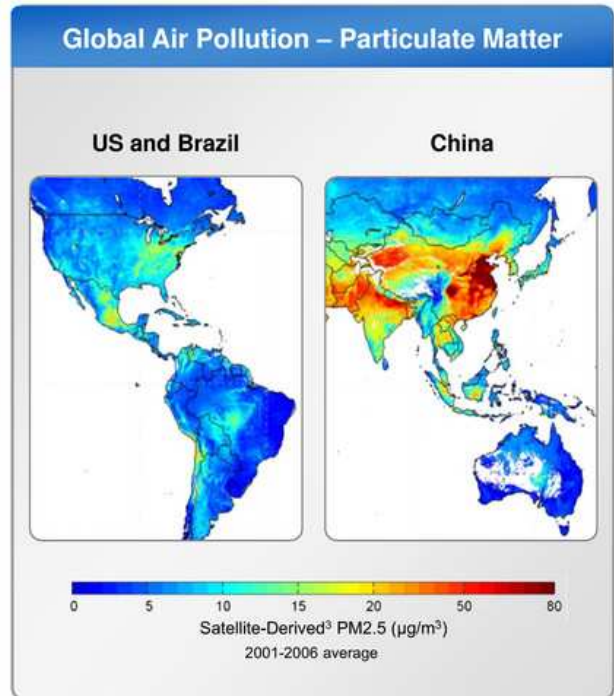 Global Air Pollution – Particulate Matter
US and Brazil
China
0 5 10 15 20 50 80
Satellite-Derived³ PM2.5 (µg/m³)
2001-2006 average